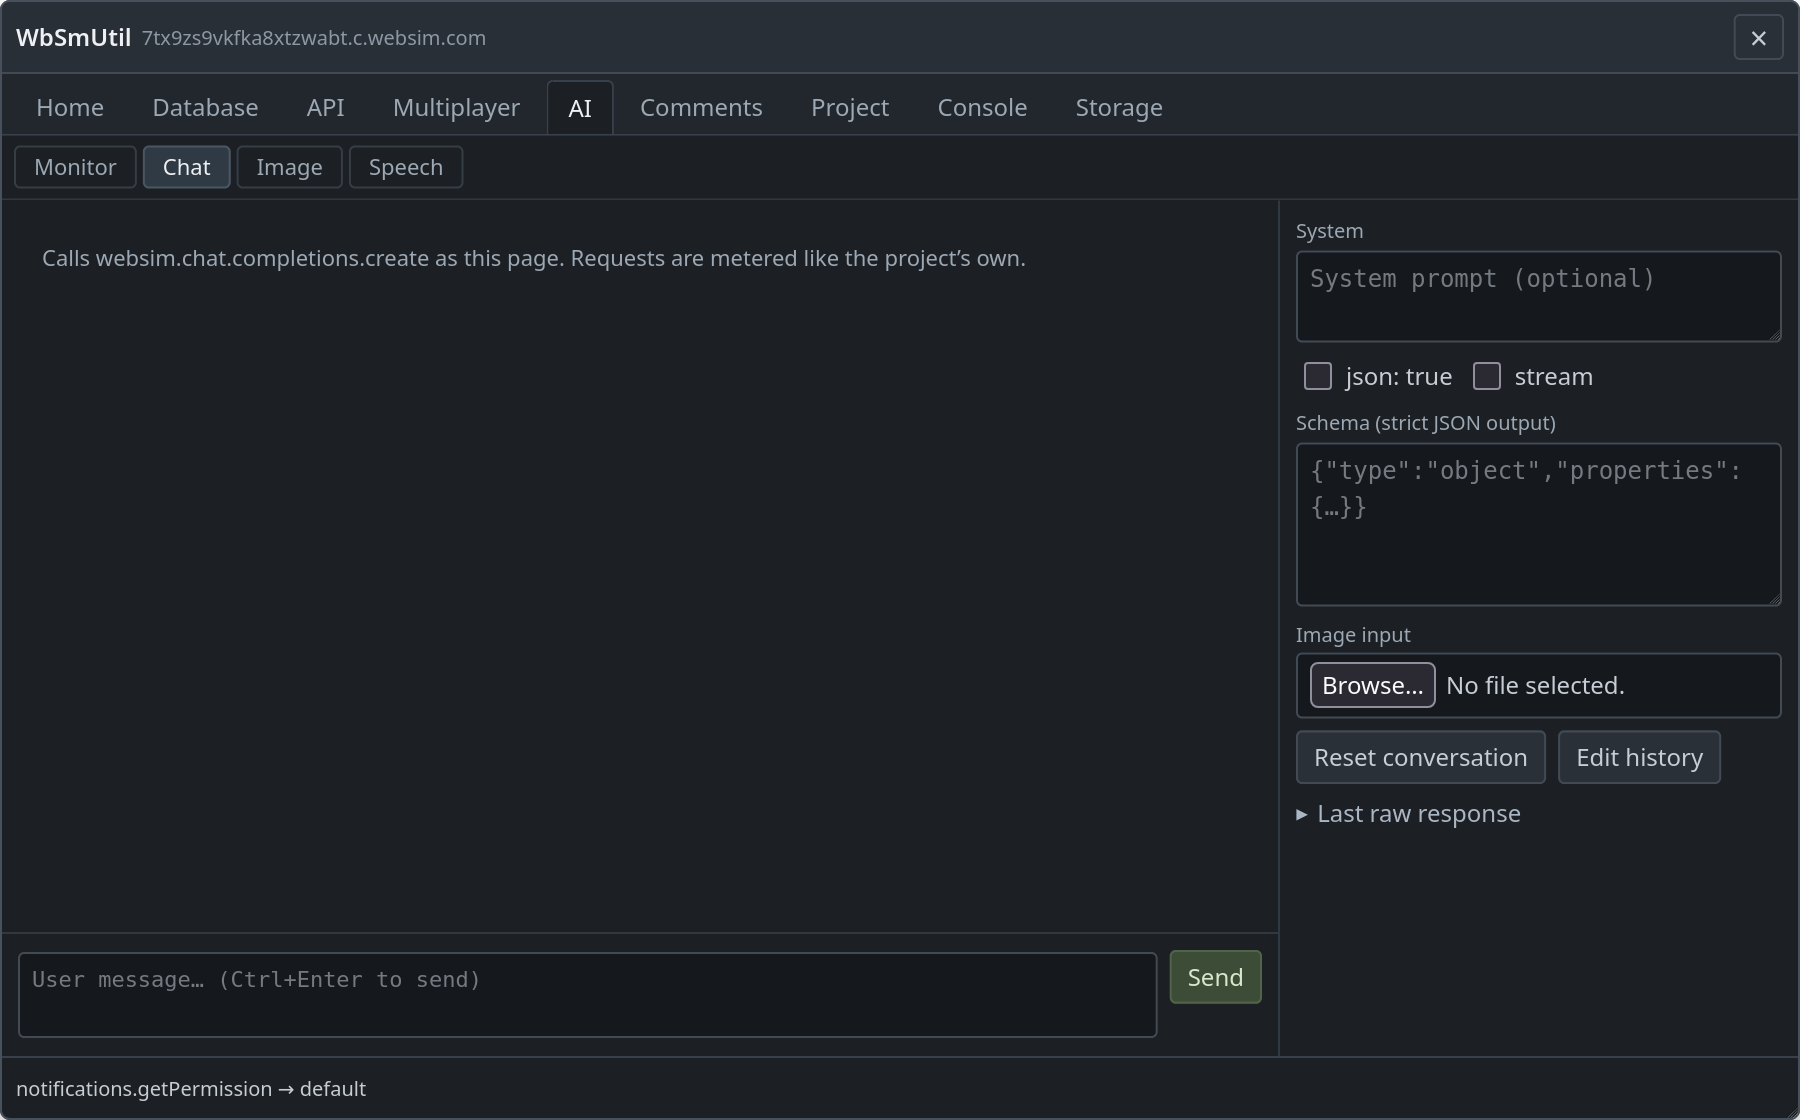 WbSmUtil 7tx9zs9vkfka8xtzwabt.c.websim.com ×
Home Database API Multiplayer AI Comments Project Console Storage
Monitor Chat Image Speech
Calls websim.chat.completions.create as this page. Requests are metered like the project’s own.
System
System prompt (optional)
json: true stream
Schema (strict JSON output)
{"type":"object","properties":
{…}}
Image input
Browse… No file selected.
Reset conversation Edit history
▸ Last raw response
User message… (Ctrl+Enter to send)
Send
notifications.getPermission → default